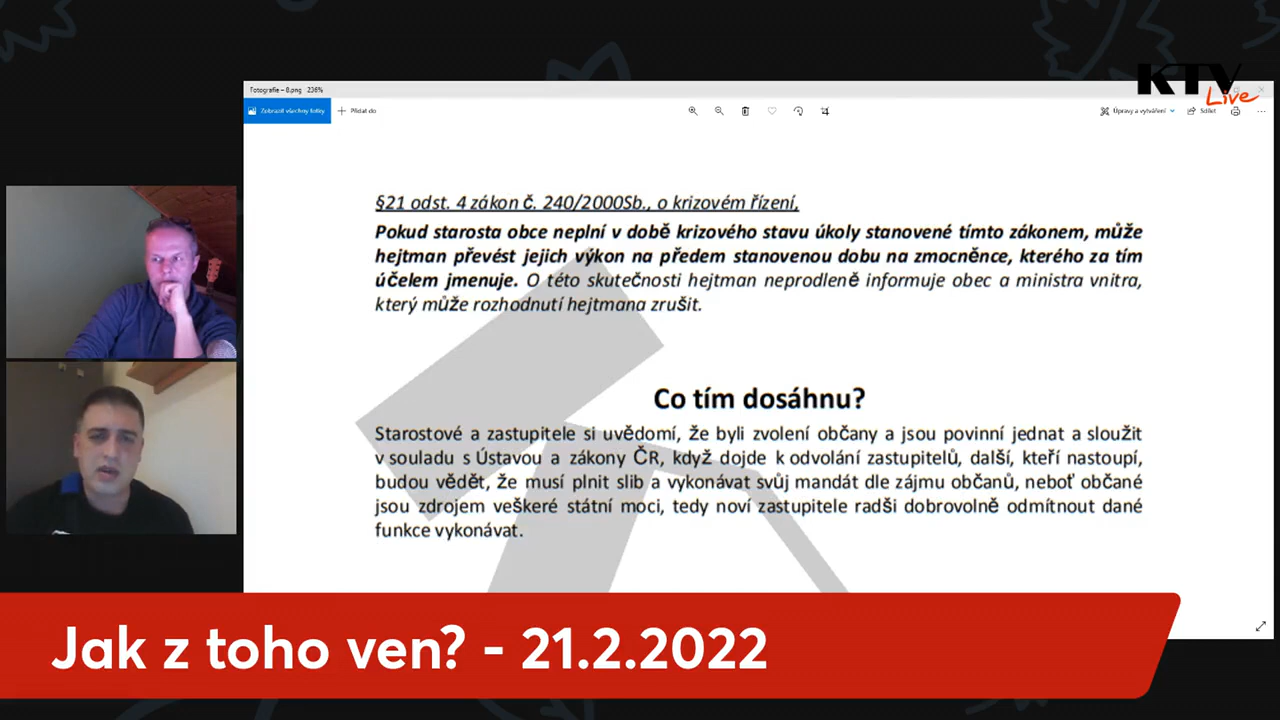 KTV
Live
Fotografie – 8.png 236%
Zobrazit všechny fotky
Přidat do
Úpravy a vytváření
Sdílet
§21 odst. 4 zákon č. 240/2000Sb., o krizovém řízení,
Pokud starosta obce neplní v době krizového stavu úkoly stanovené tímto zákonem, může
hejtman převést jejich výkon na předem stanovenou dobu na zmocněnce, kterého za tím
účelem jmenuje. O této skutečnosti hejtman neprodleně informuje obec a ministra vnitra,
který může rozhodnutí hejtmana zrušit.
Co tím dosáhnu?
Starostové a zastupitele si uvědomí, že byli zvolení občany a jsou povinní jednat a sloužit
v souladu s Ústavou a zákony ČR, když dojde k odvolání zastupitelů, další, kteří nastoupí,
budou vědět, že musí plnit slib a vykonávat svůj mandát dle zájmu občanů, neboť občané
jsou zdrojem veškeré státní moci, tedy noví zastupitele radši dobrovolně odmítnout dané
funkce vykonávat.
Jak z toho ven? - 21.2.2022